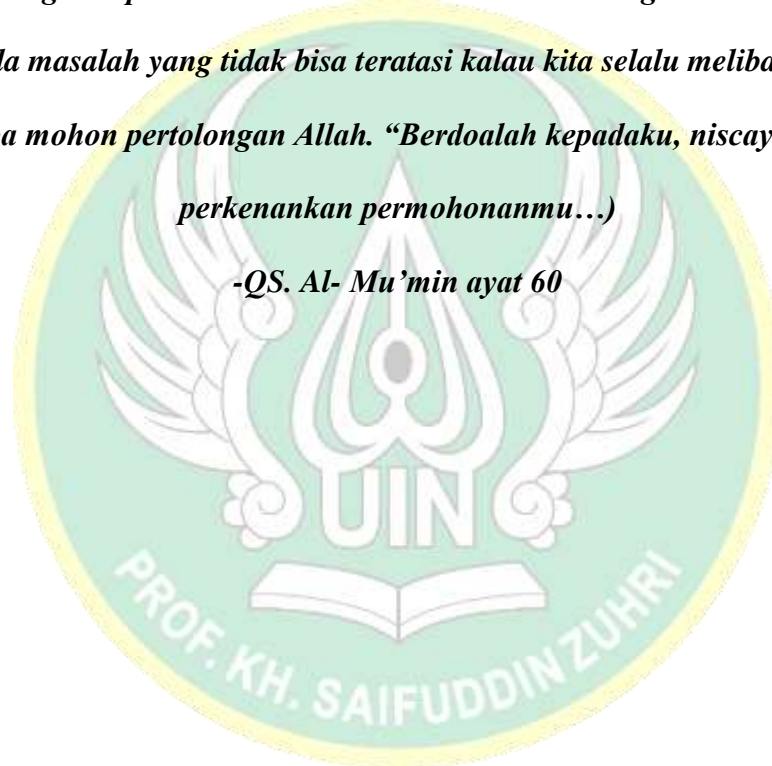 da masalah yang tidak bisa teratasi kalau kita selalu meliba
a mohon pertolongan Allah. “Berdoalah kepadaku, niscay
perkenankan permohonanmu…)
-QS. Al- Mu’min ayat 60
UIN
PROF. KH. SAIFUDDIN ZUHRI